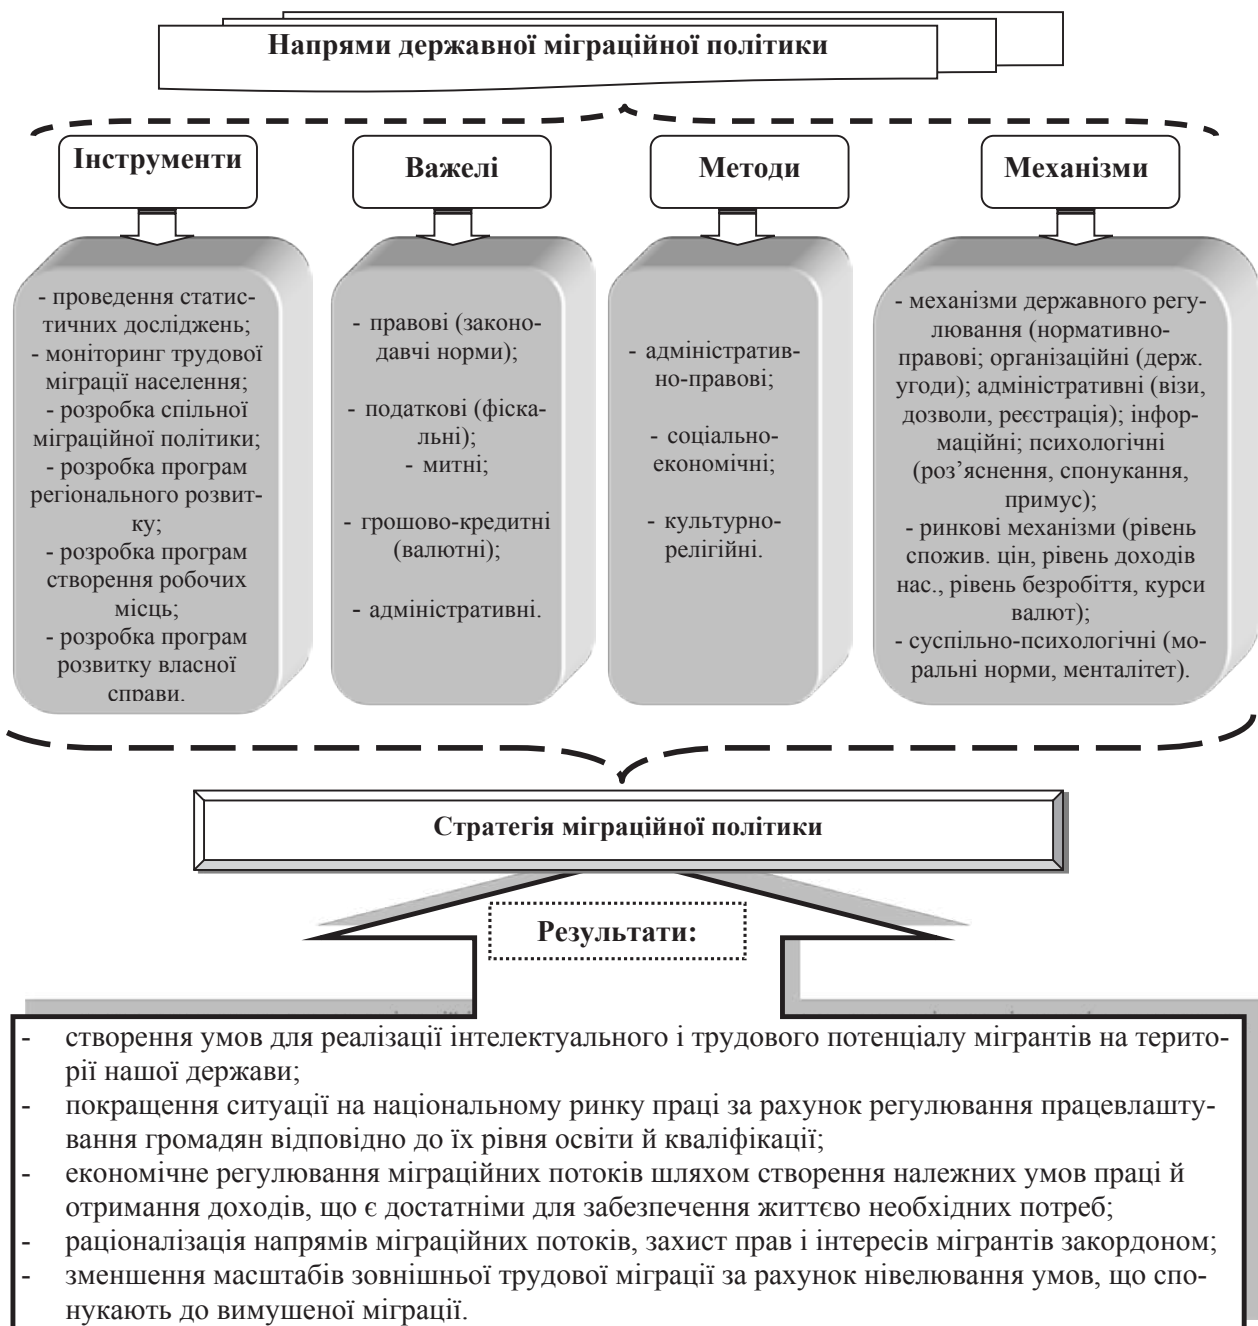 Напрями державної міграційної політики
Інструменти
Важелі
Методи
Механізми
- проведення статис-
тичних досліджень;
- моніторинг трудової
міграції населення;
- розробка спільної
міграційної політики;
- розробка програм
регіонального розвит-
ку;
- розробка програм
створення робочих
місць;
- розробка програм
розвитку власної
справи.
- правові (законо-
давчі норми);
- податкові (фіска-
льні);
- митні;
- грошово-кредитні
(валютні);
- адміністративні.
- адміністратив-
но-правові;
- соціально-
економічні;
- культурно-
релігійні.
- механізми державного регу-
лювання (нормативно-
правові; організаційні (держ.
угоди); адміністративні (візи,
дозволи, реєстрація); інфор-
маційні; психологічні
(роз’яснення, спонукання,
примус);
- ринкові механізми (рівень
спожив. цін, рівень доходів
нас., рівень безробіття, курси
валют);
- суспільно-психологічні (мо-
ральні норми, менталітет).
Стратегія міграційної політики
Результати:
- створення умов для реалізації інтелектуального і трудового потенціалу мігрантів на терито-
рії нашої держави;
- покращення ситуації на національному ринку праці за рахунок регулювання працевлашту-
вання громадян відповідно до їх рівня освіти й кваліфікації;
- економічне регулювання міграційних потоків шляхом створення належних умов праці й
отримання доходів, що є достатніми для забезпечення життєво необхідних потреб;
- раціоналізація напрямів міграційних потоків, захист прав і інтересів мігрантів закордоном;
- зменшення масштабів зовнішньої трудової міграції за рахунок нівелювання умов, що спо-
нукають до вимушеної міграції.